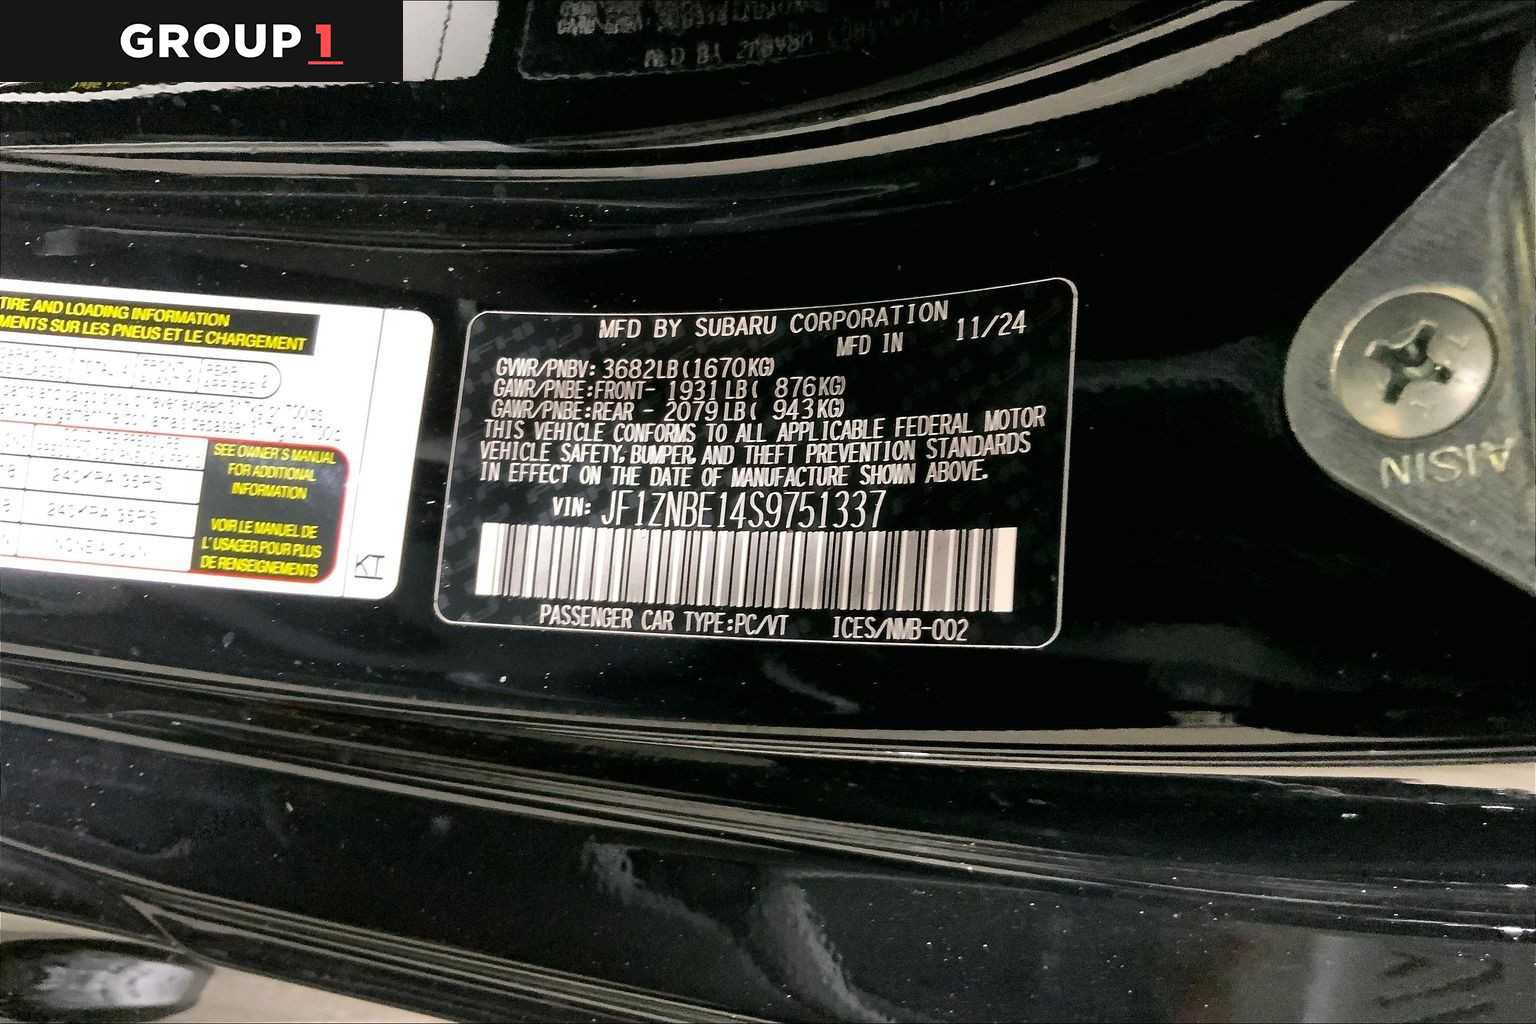 GROUP 1
TIRE AND LOADING INFORMATION
MENTS SUR LES PNEUS ET LE CHARGEMENT
SEE OWNER'S MANUAL
FOR ADDITIONAL
INFORMATION
VOIR LE MANUEL DE
L'USAGER POUR PLUS
DE RENSEIGNEMENTS
KT
MFD BY SUBARU CORPORATION
MFD IN 11/24
GVWR/PNBV: 3682LB(1670KG)
GAWR/PNBE:FRONT- 1931LB( 876KG)
GAWR/PNBE:REAR - 2079LB( 943KG)
THIS VEHICLE CONFORMS TO ALL APPLICABLE FEDERAL MOTOR
VEHICLE SAFETY, BUMPER, AND THEFT PREVENTION STANDARDS
IN EFFECT ON THE DATE OF MANUFACTURE SHOWN ABOVE.
VIN: JF1ZNBE14S9751337
PASSENGER CAR TYPE:PC/VT ICES/NMB-002
AISIN